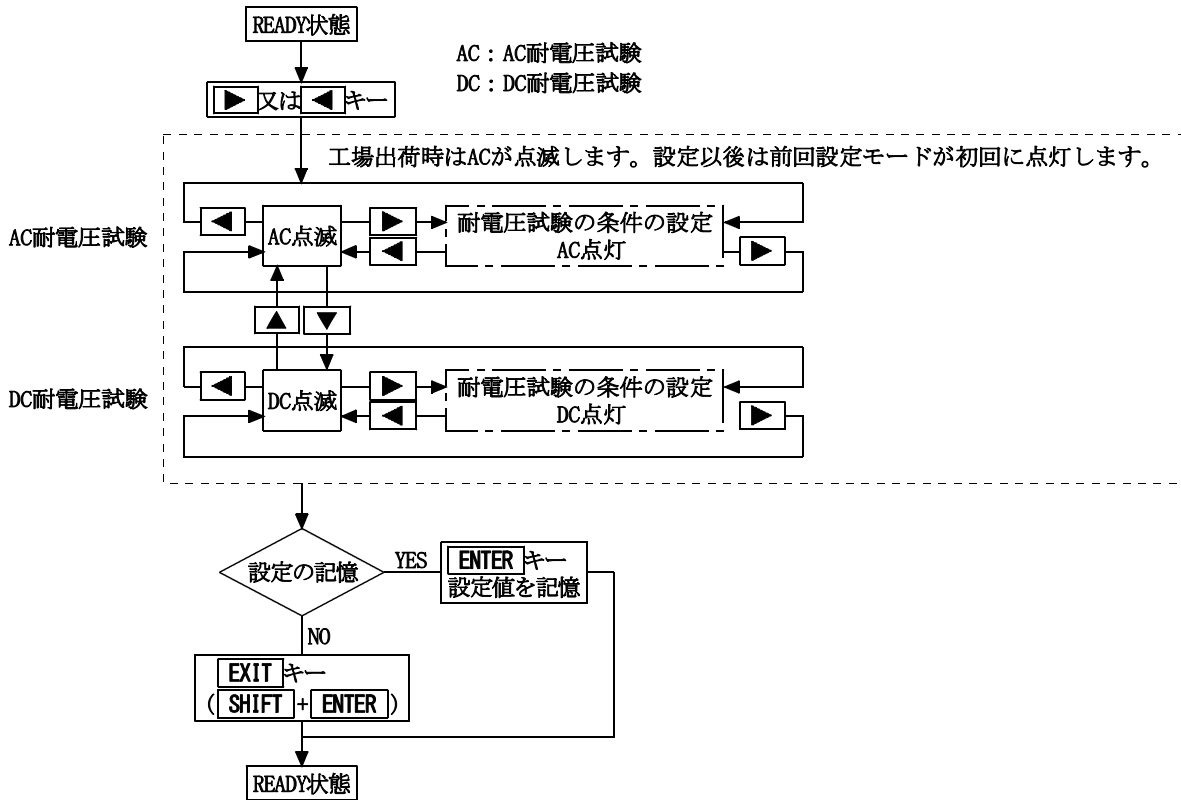 READY状態
AC：AC耐電圧試験
DC：DC耐電圧試験
▶又は◀キー
工場出荷時はACが点滅します。設定以後は前回設定モードが初回に点灯します。
AC耐電圧試験
◀
AC点滅
▶
◀
耐電圧試験の条件の設定
AC点灯
▶
▲
▼
DC耐電圧試験
◀
DC点滅
▶
◀
耐電圧試験の条件の設定
DC点灯
▶
設定の記憶
YES
ENTERキー
設定値を記憶
NO
EXITキー
(SHIFT+ENTER)
READY状態